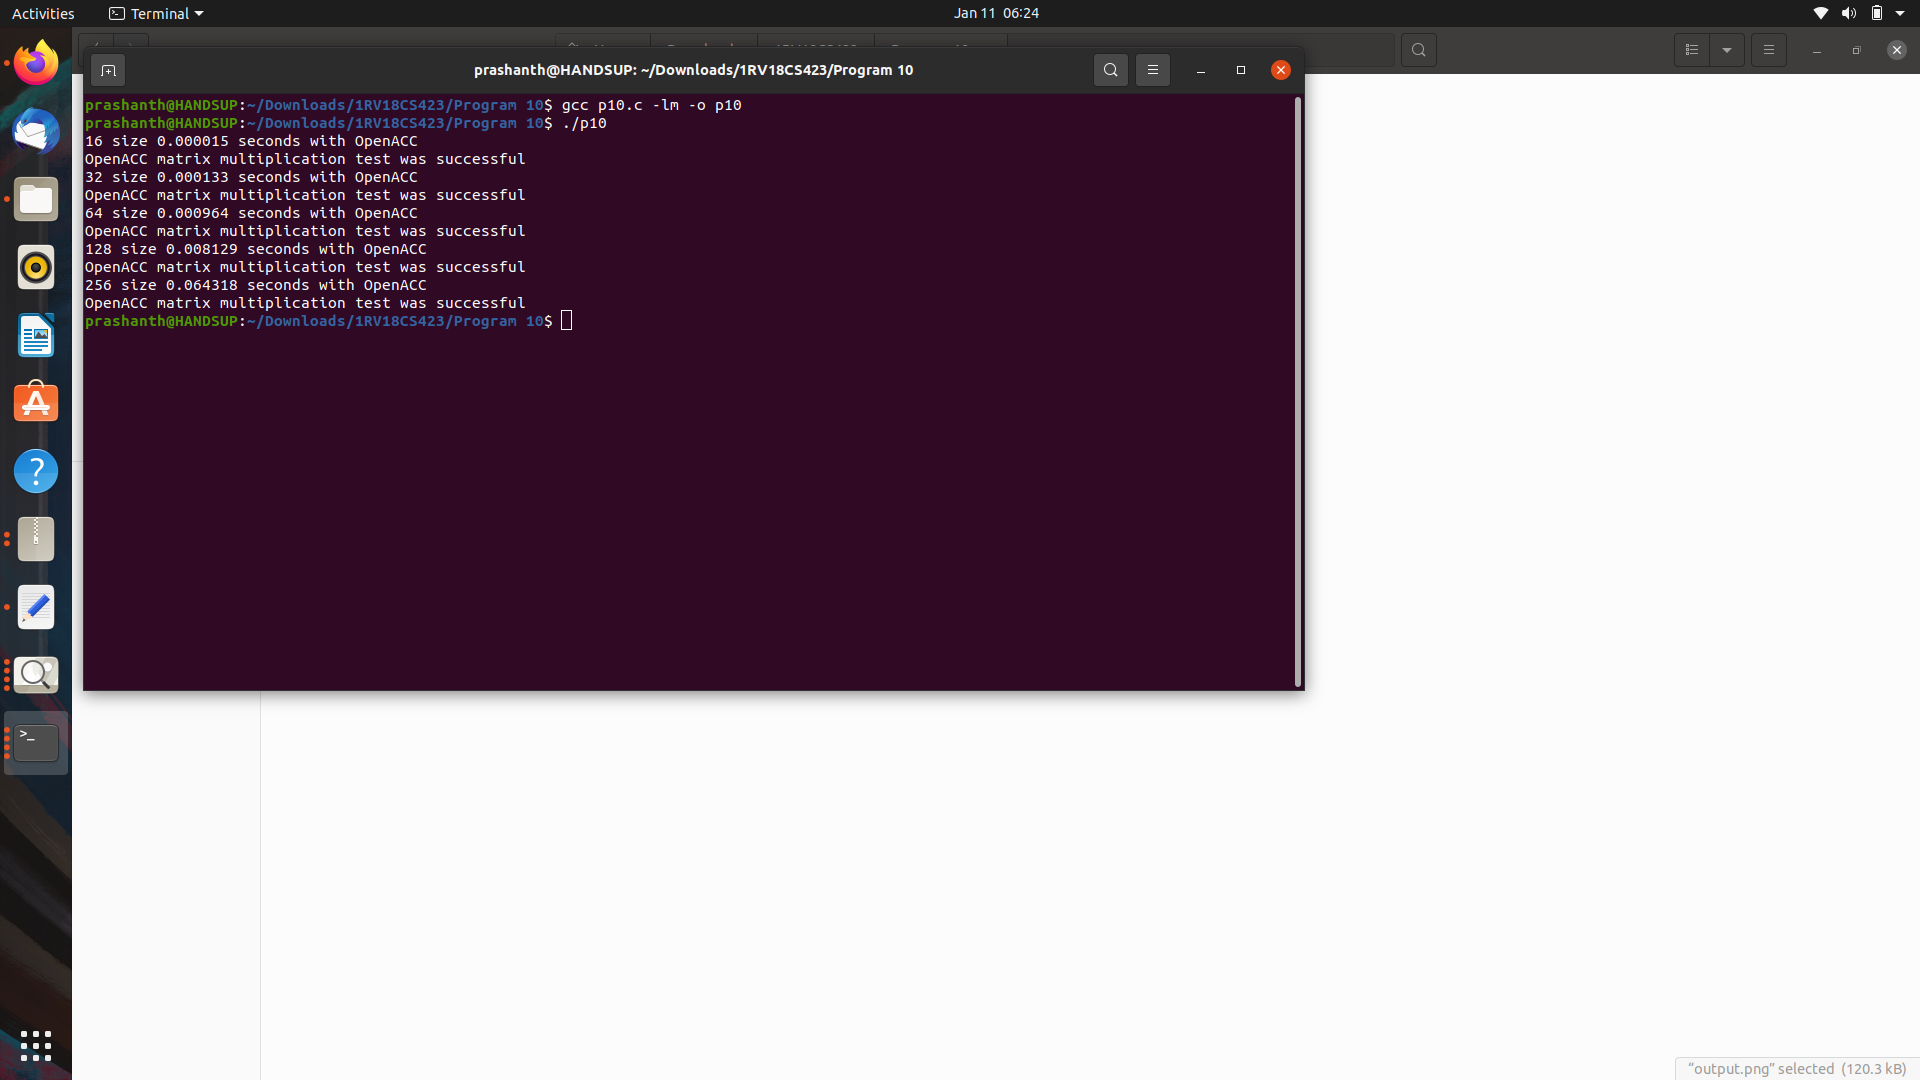 Activities
Terminal
Jan 11 06:24
prashanth@HANDSUP: ~/Downloads/1RV18CS423/Program 10
prashanth@HANDSUP:~/Downloads/1RV18CS423/Program 10$ gcc p10.c -lm -o p10
prashanth@HANDSUP:~/Downloads/1RV18CS423/Program 10$ ./p10
16 size 0.000015 seconds with OpenACC
OpenACC matrix multiplication test was successful
32 size 0.000133 seconds with OpenACC
OpenACC matrix multiplication test was successful
64 size 0.000964 seconds with OpenACC
OpenACC matrix multiplication test was successful
128 size 0.008129 seconds with OpenACC
OpenACC matrix multiplication test was successful
256 size 0.064318 seconds with OpenACC
OpenACC matrix multiplication test was successful
prashanth@HANDSUP:~/Downloads/1RV18CS423/Program 10$
“output.png” selected (120.3 kB)